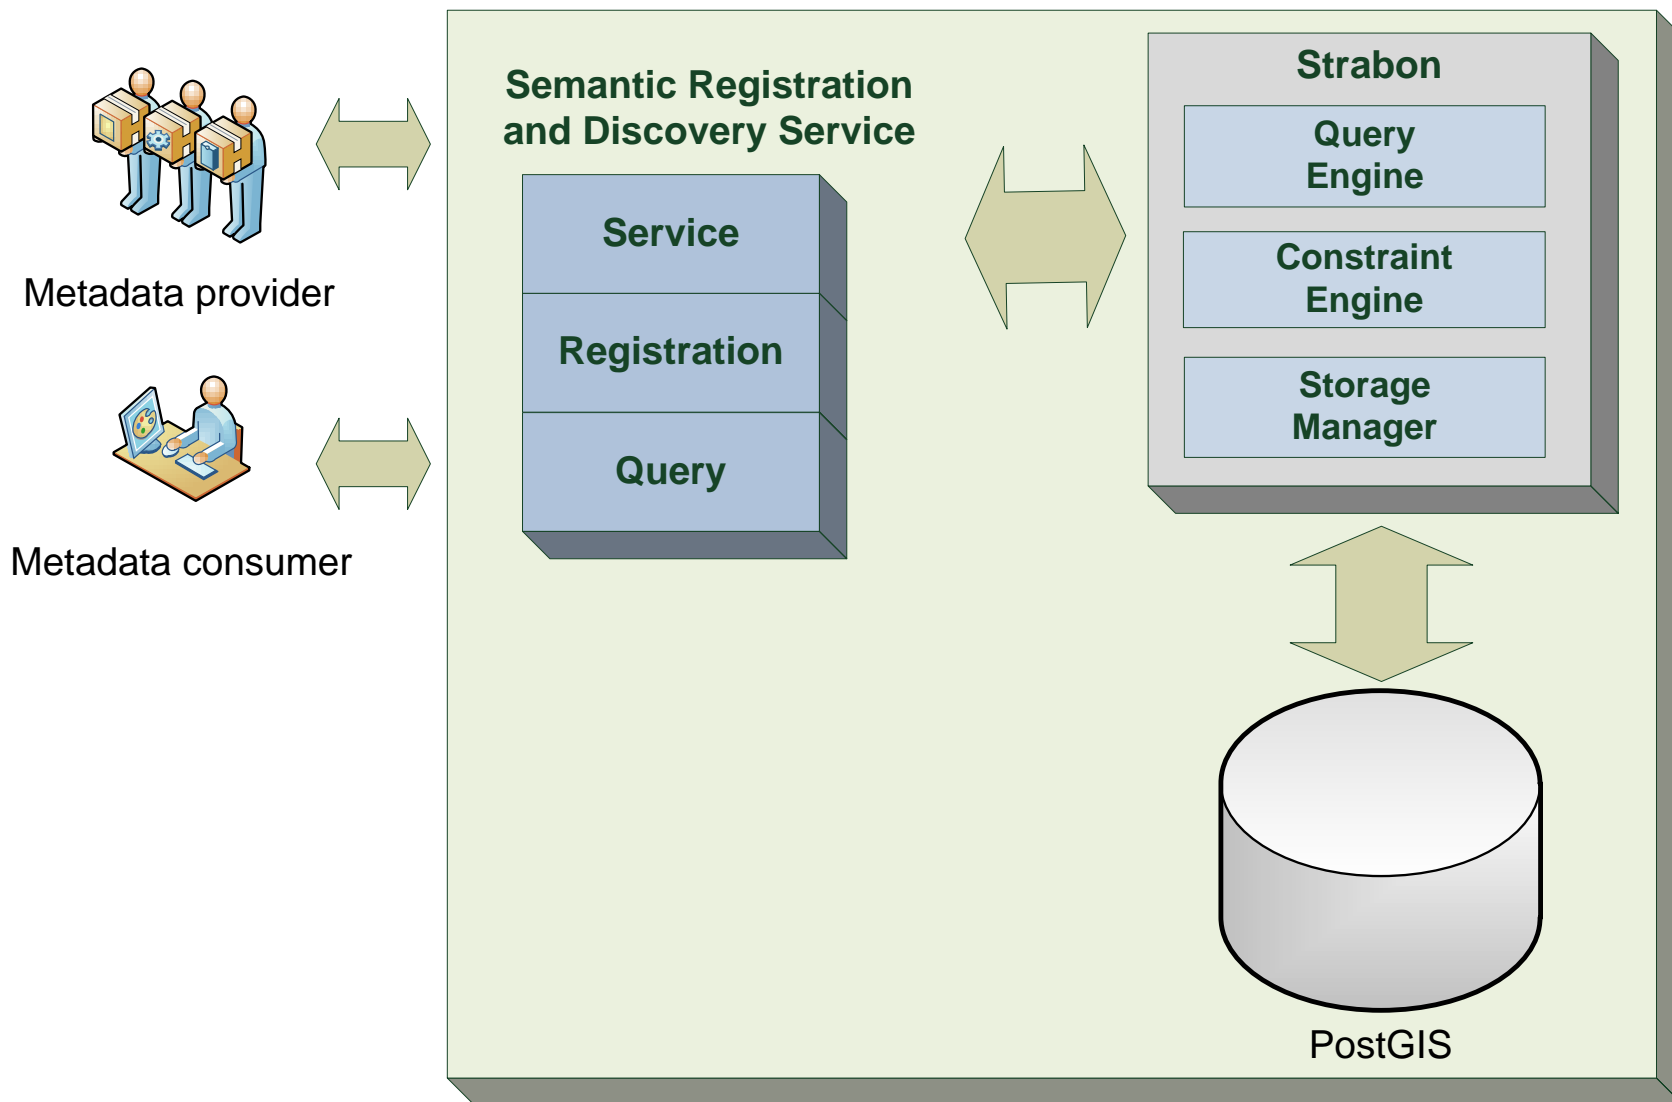 Metadata provider
Metadata consumer
Semantic Registration
and Discovery Service
Service
Registration
Query
Strabon
Query
Engine
Constraint
Engine
Storage
Manager
PostGIS